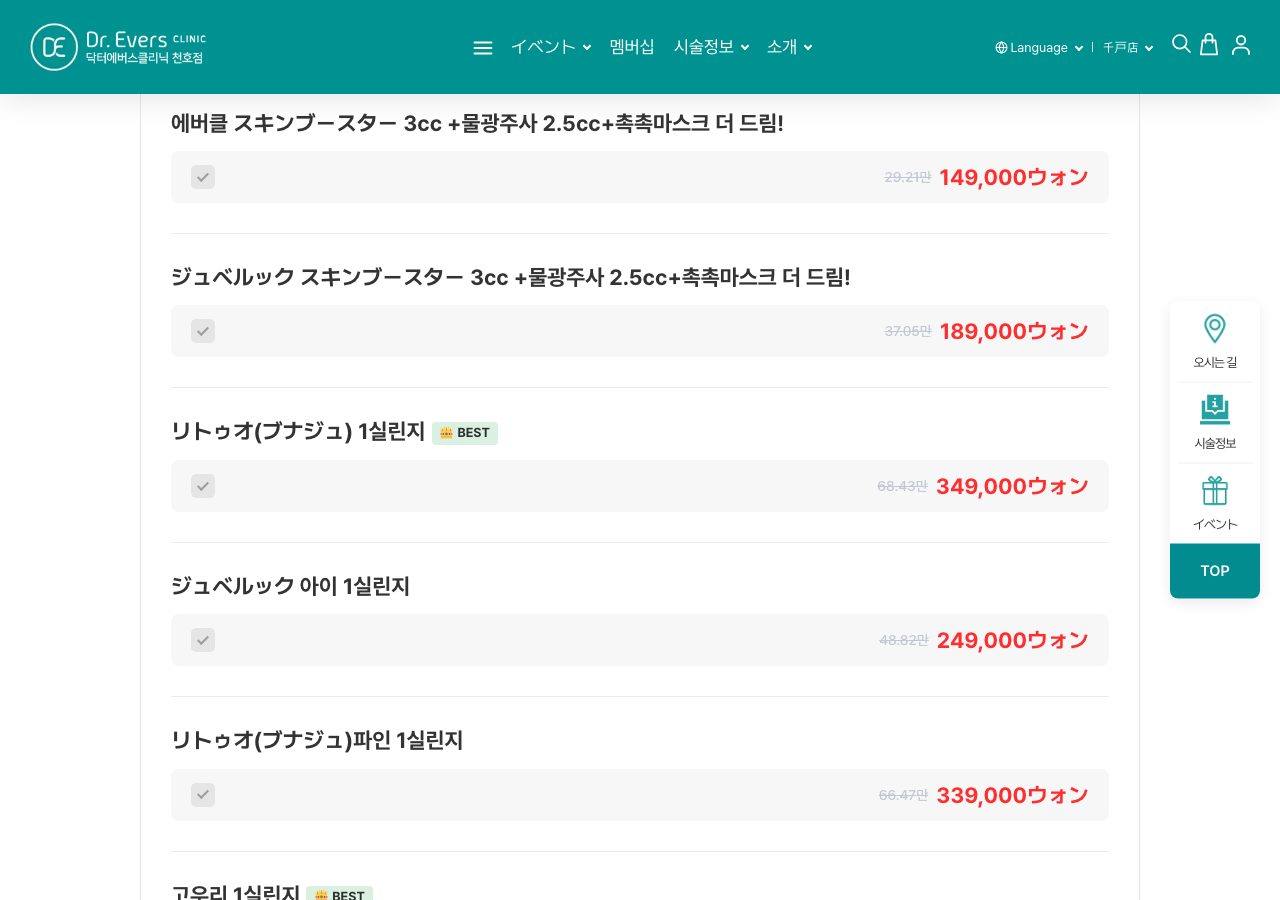 Dr. Evers CLINIC
닥터에버스클리닉 천호점
イベント 멤버십 시술정보 소개
Language 千戸店
에버클 スキンブースター 3cc +물광주사 2.5cc+촉촉마스크 더 드림!
29.21만 149,000ウォン
ジュベルック スキンブースター 3cc +물광주사 2.5cc+촉촉마스크 더 드림!
37.05만 189,000ウォン
リトゥオ(ブナジュ) 1실린지 BEST
68.43만 349,000ウォン
ジュベルック 아이 1실린지
48.82만 249,000ウォン
リトゥオ(ブナジュ)파인 1실린지
66.47만 339,000ウォン
고우리 1실린지 BEST
오시는 길
시술정보
イベント
TOP